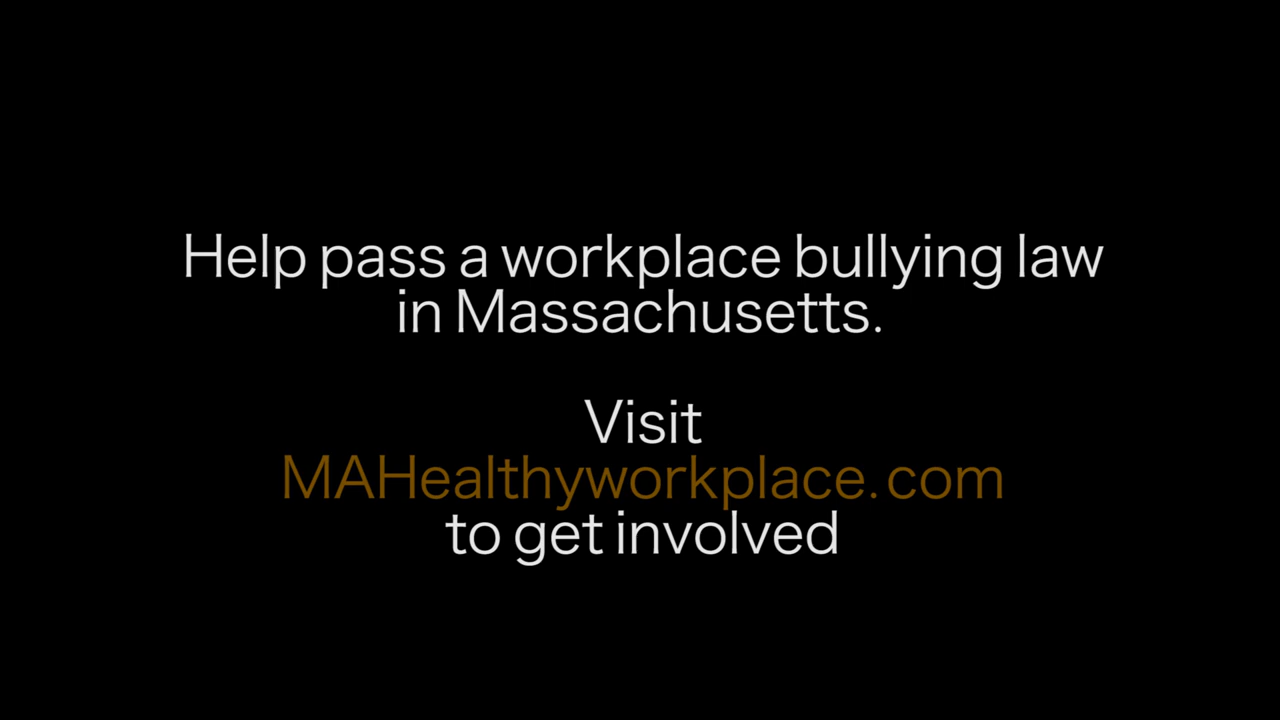 Help pass a workplace bullying law
in Massachusetts.
Visit
MAHealthyworkplace.com
to get involved